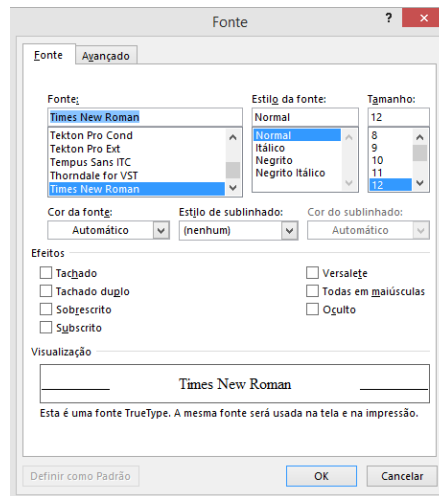 Fonte ? ×
Fonte Avançado
Fonte: Estilo da fonte: Tamanho:
Times New Roman Normal 12
Tekton Pro Cond Normal 8
Tekton Pro Ext Itálico 9
Tempus Sans ITC Negrito 10
Thorndale for VST Negrito Itálico 11
Times New Roman 12
Cor da fonte: Estilo de sublinhado: Cor do sublinhado:
Automático (nenhum) Automático
Efeitos
Tachado Versalete
Tachado duplo Todas em maiúsculas
Sobrescrito Oculto
Subscrito
Visualização
Times New Roman
Esta é uma fonte TrueType. A mesma fonte será usada na tela e na impressão.
Definir como Padrão OK Cancelar